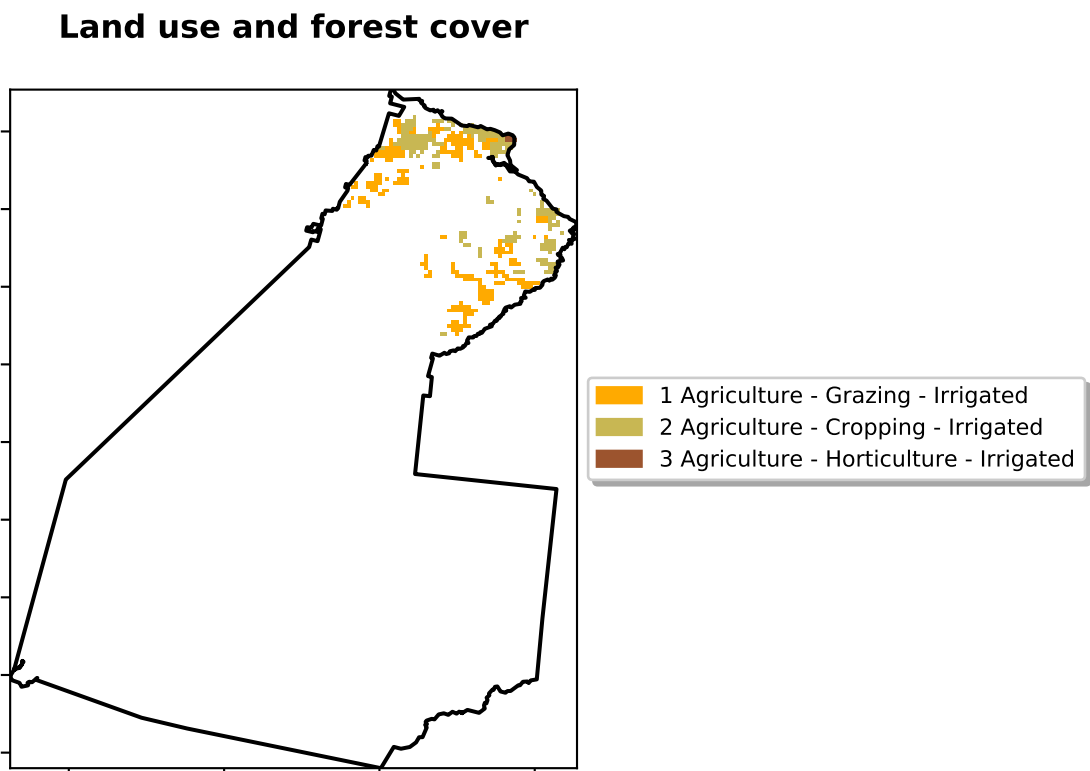 Land use and forest cover
1 Agriculture - Grazing - Irrigated
2 Agriculture - Cropping - Irrigated
3 Agriculture - Horticulture - Irrigated